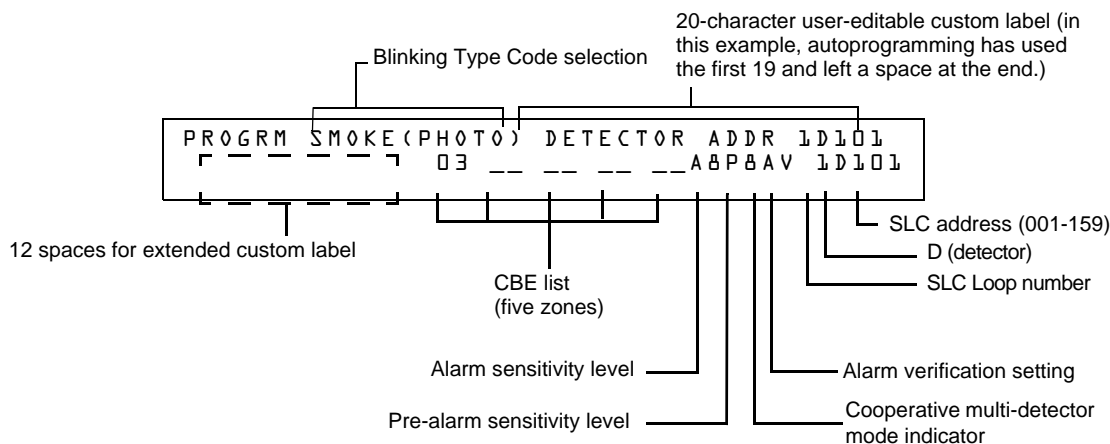 20-character user-editable custom label (in
this example, autoprogramming has used
the first 19 and left a space at the end.)
Blinking Type Code selection
PROGRM SMOKE(PHOTO) DETECTOR ADDR 1D101
03 __ __ __ __A8P8AV 1D101
SLC address (001-159)
12 spaces for extended custom label
D (detector)
CBE list
(five zones)
SLC Loop number
Alarm sensitivity level
Alarm verification setting
Pre-alarm sensitivity level
Cooperative multi-detector
mode indicator